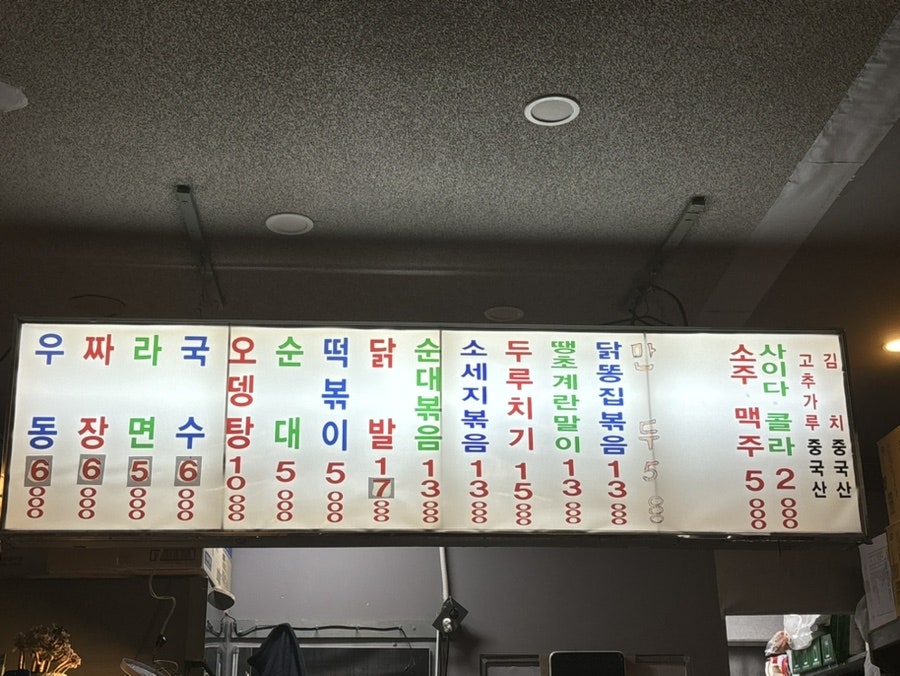 우동 6000
짜장 6000
라면 5000
국수 6000
오뎅탕 10000
순대 5000
떡볶이 5000
닭발 17000
순대볶음 13000
소세지볶음 13000
두루치기 15000
땡초계란말이 13000
닭똥집볶음 13000
만두 5000
소주 맥주 5000
사이다 콜라 2000
고추가루 중국산
김치 중국산